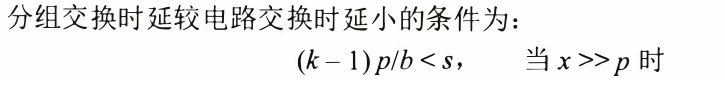 分组交换时延较电路交换时延小的条件为：
(k – 1) p/b < s，　　当 x >> p 时